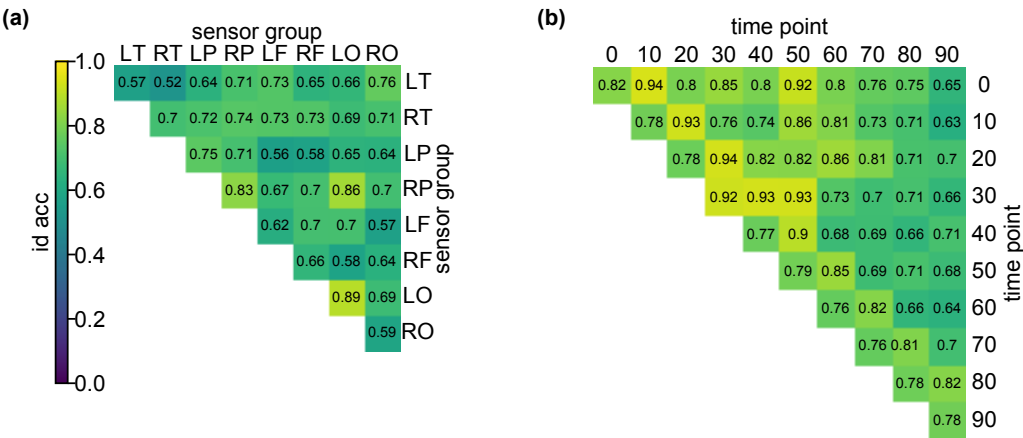 (a)
sensor group
LT RT LP RP LF RF LO RO
1.0
0.8
0.6
0.4
0.2
0.0
id acc
0.57 0.52 0.64 0.71 0.73 0.65 0.66 0.76 LT
0.7 0.72 0.74 0.73 0.73 0.69 0.71 RT
0.75 0.71 0.56 0.58 0.65 0.64 LP
0.83 0.67 0.7 0.86 0.7 RP
0.62 0.7 0.7 0.57 LF
0.66 0.58 0.64 RF
0.89 0.69 LO
0.59 RO
sensor group
(b)
time point
0 10 20 30 40 50 60 70 80 90
0.82 0.94 0.8 0.85 0.8 0.92 0.8 0.76 0.75 0.65 0
0.78 0.93 0.76 0.74 0.86 0.81 0.73 0.71 0.63 10
0.78 0.94 0.82 0.82 0.86 0.81 0.71 0.7 20
0.92 0.93 0.93 0.73 0.7 0.71 0.66 30
0.77 0.9 0.68 0.69 0.66 0.71 40
0.79 0.85 0.69 0.71 0.68 50
0.76 0.82 0.66 0.64 60
0.76 0.81 0.7 70
0.78 0.82 80
0.78 90
time point